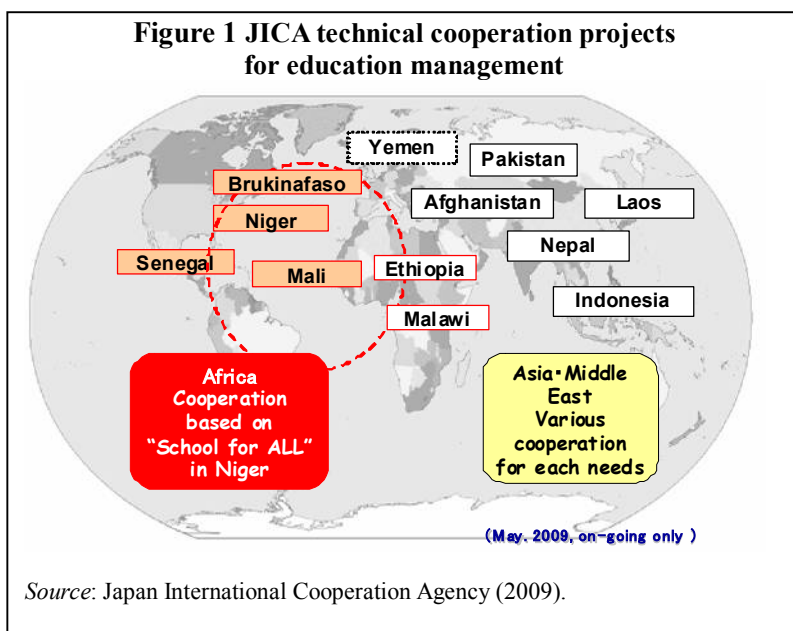 Figure 1 JICA technical cooperation projects
for education management
Yemen
Pakistan
Brukinafaso
Afghanistan
Laos
Niger
Nepal
Senegal
Mali
Ethiopia
Indonesia
Malawi
Africa
Cooperation
based on
“School for ALL”
in Niger
Asia・Middle
East
Various
cooperation
for each needs
(May. 2009, on-going only )
Source: Japan International Cooperation Agency (2009).